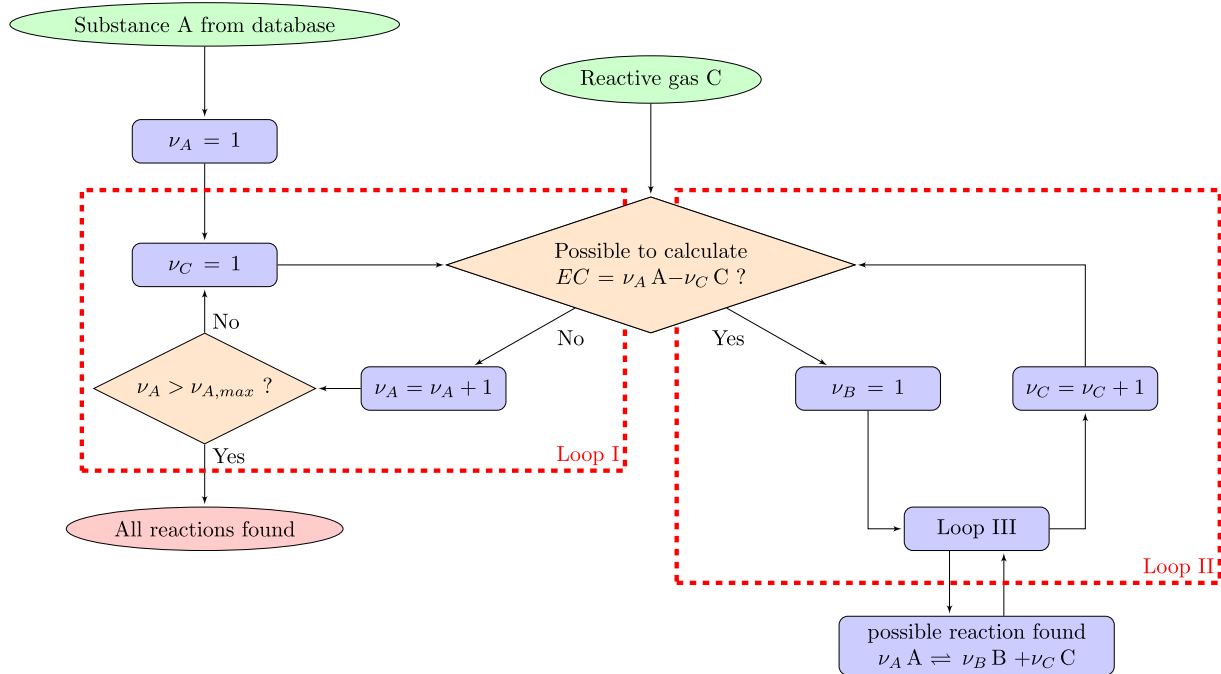 Substance A from database
Reactive gas C
ν_A = 1
ν_C = 1
Possible to calculate
EC = ν_A A−ν_C C ?
No
No
Yes
ν_A > ν_{A,max} ?
ν_A = ν_A + 1
ν_B = 1
ν_C = ν_C + 1
Yes
Loop I
All reactions found
Loop III
Loop II
possible reaction found
ν_A A ⇌ ν_B B +ν_C C